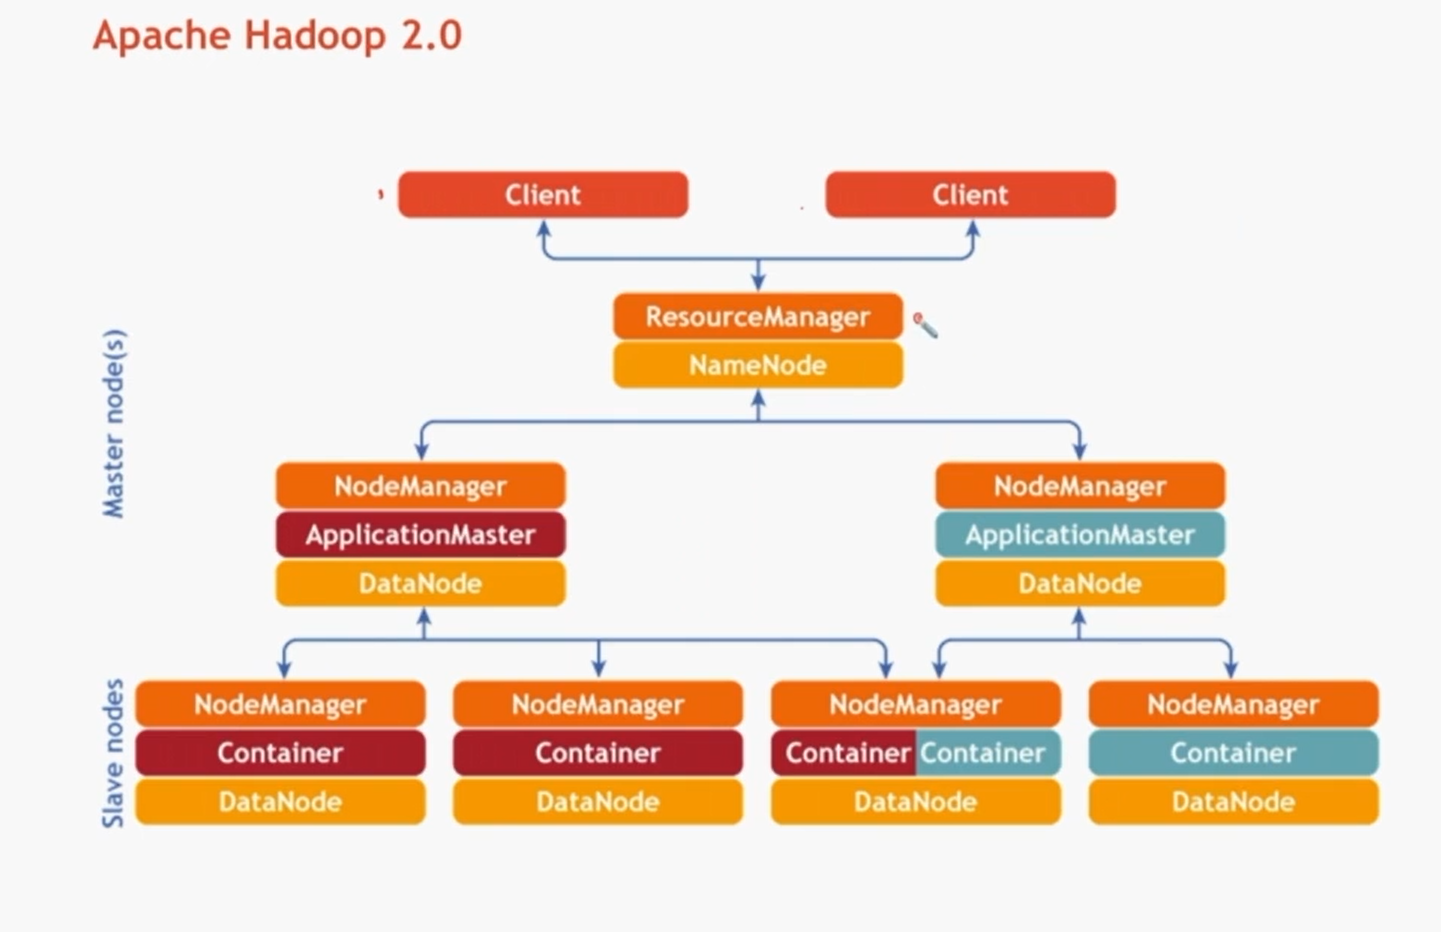 Apache Hadoop 2.0
Client
Client
ResourceManager
NameNode
Master node(s)
NodeManager
NodeManager
ApplicationMaster
ApplicationMaster
DataNode
DataNode
Slave nodes
NodeManager
NodeManager
NodeManager
NodeManager
Container
Container
Container
Container
Container
DataNode
DataNode
DataNode
DataNode